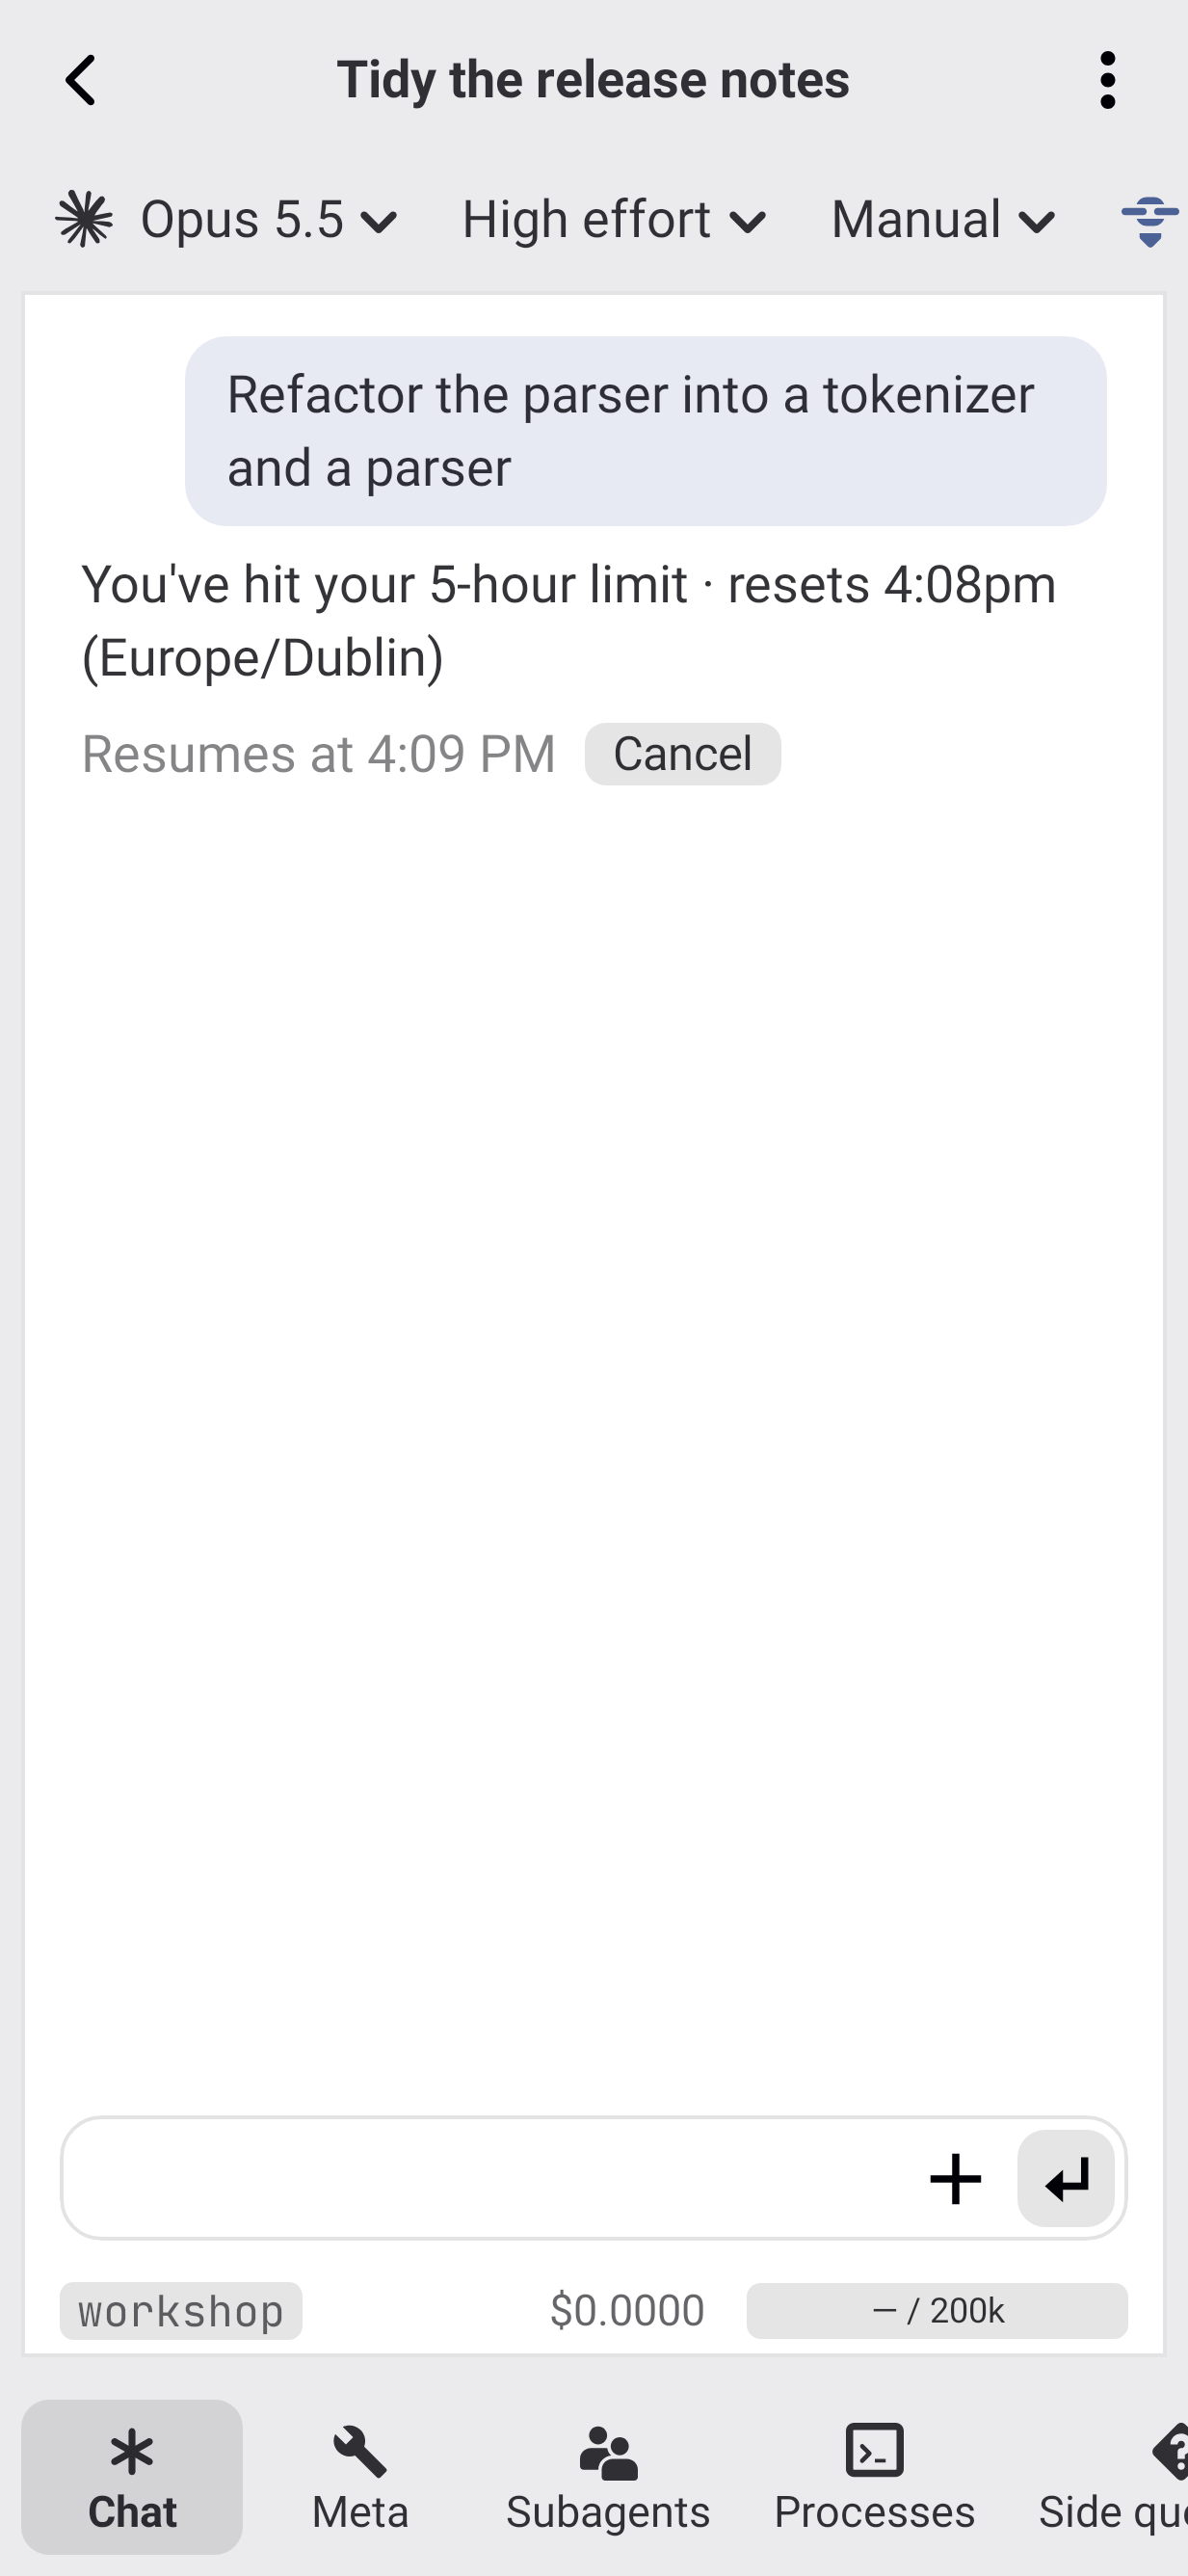 Tidy the release notes
Opus 5.5 High effort Manual
Refactor the parser into a tokenizer
and a parser
You've hit your 5-hour limit · resets 4:08pm
(Europe/Dublin)
Resumes at 4:09 PM Cancel
workshop $0.0000 — / 200k
Chat Meta Subagents Processes Side